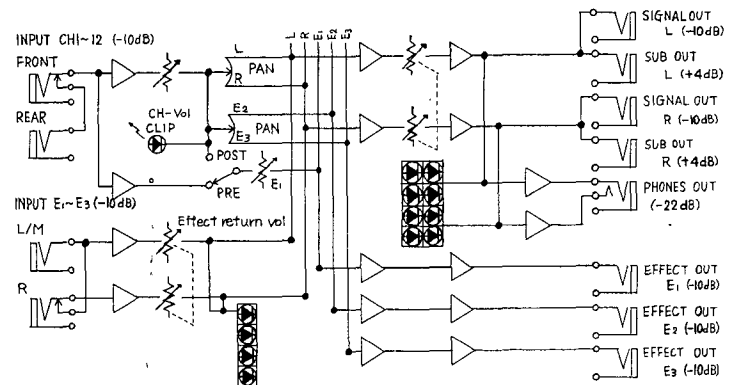 INPUT CH1~12 (-10dB)
FRONT
REAR
L
R
PAN
CH-Vol
CLIP
E2
E3
PAN
POST
PRE
E1
INPUT E1~E3 (-10dB)
L/M
R
Effect return vol
L
R
E1
E2
E3
SIGNAL OUT
L (-10dB)
SUB OUT
L (+4dB)
SIGNAL OUT
R (-10dB)
SUB OUT
R (+4dB)
PHONES OUT
(-22dB)
EFFECT OUT
E1 (-10dB)
EFFECT OUT
E2 (-10dB)
EFFECT OUT
E3 (-10dB)